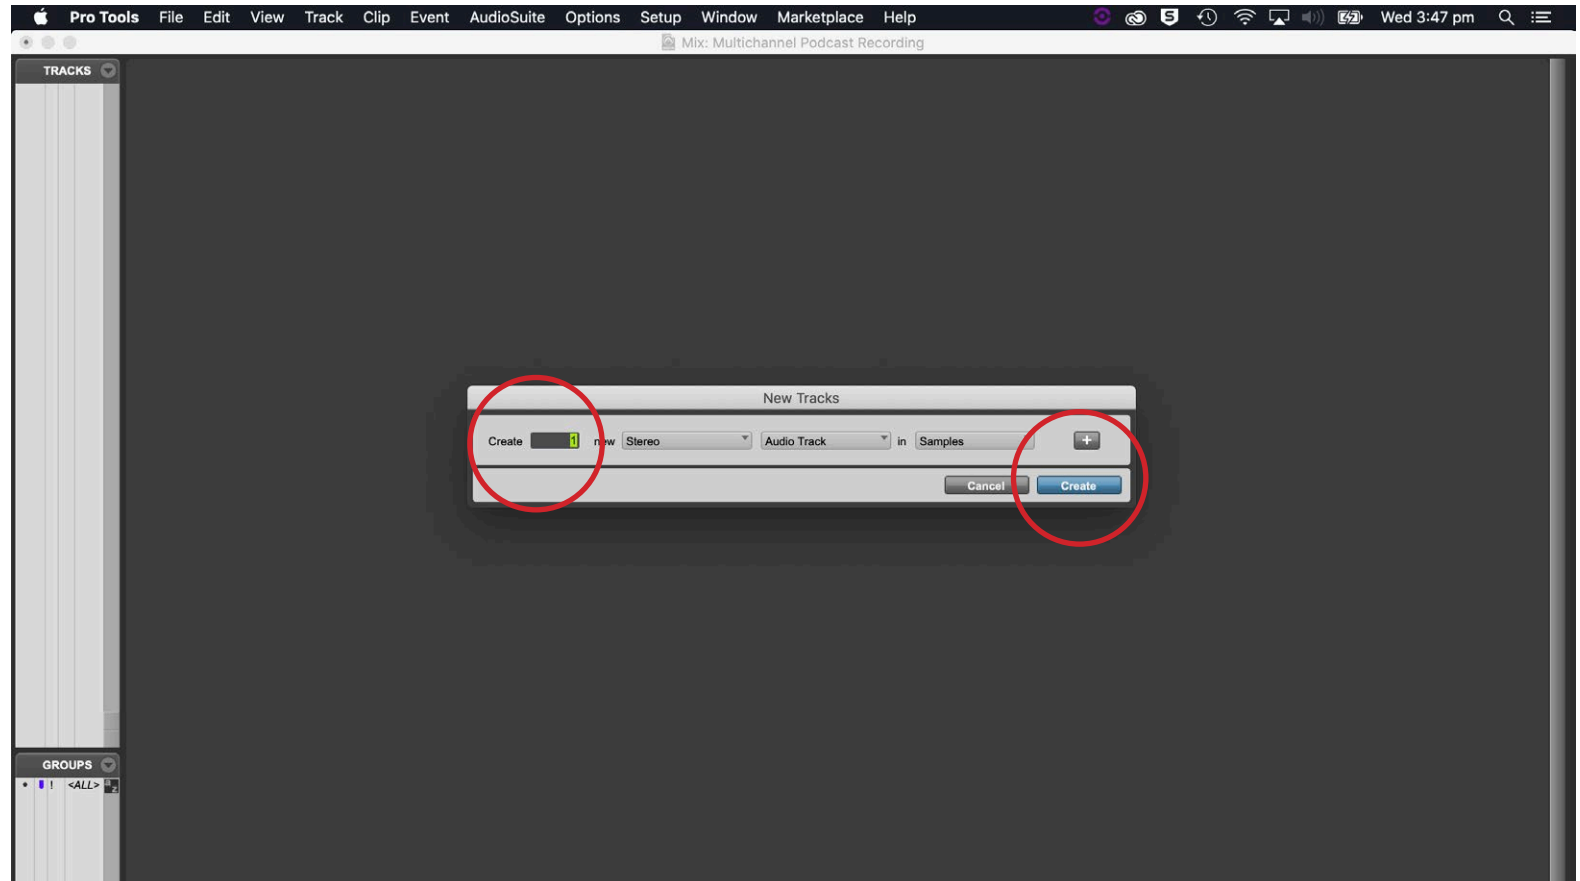 Pro Tools File Edit View Track Clip Event AudioSuite Options Setup Window Marketplace Help Wed 3:47 pm
Mix: Multichannel Podcast Recording
TRACKS
New Tracks
Create 1 new Stereo Audio Track in Samples +
Cancel Create
GROUPS
! <ALL> a z